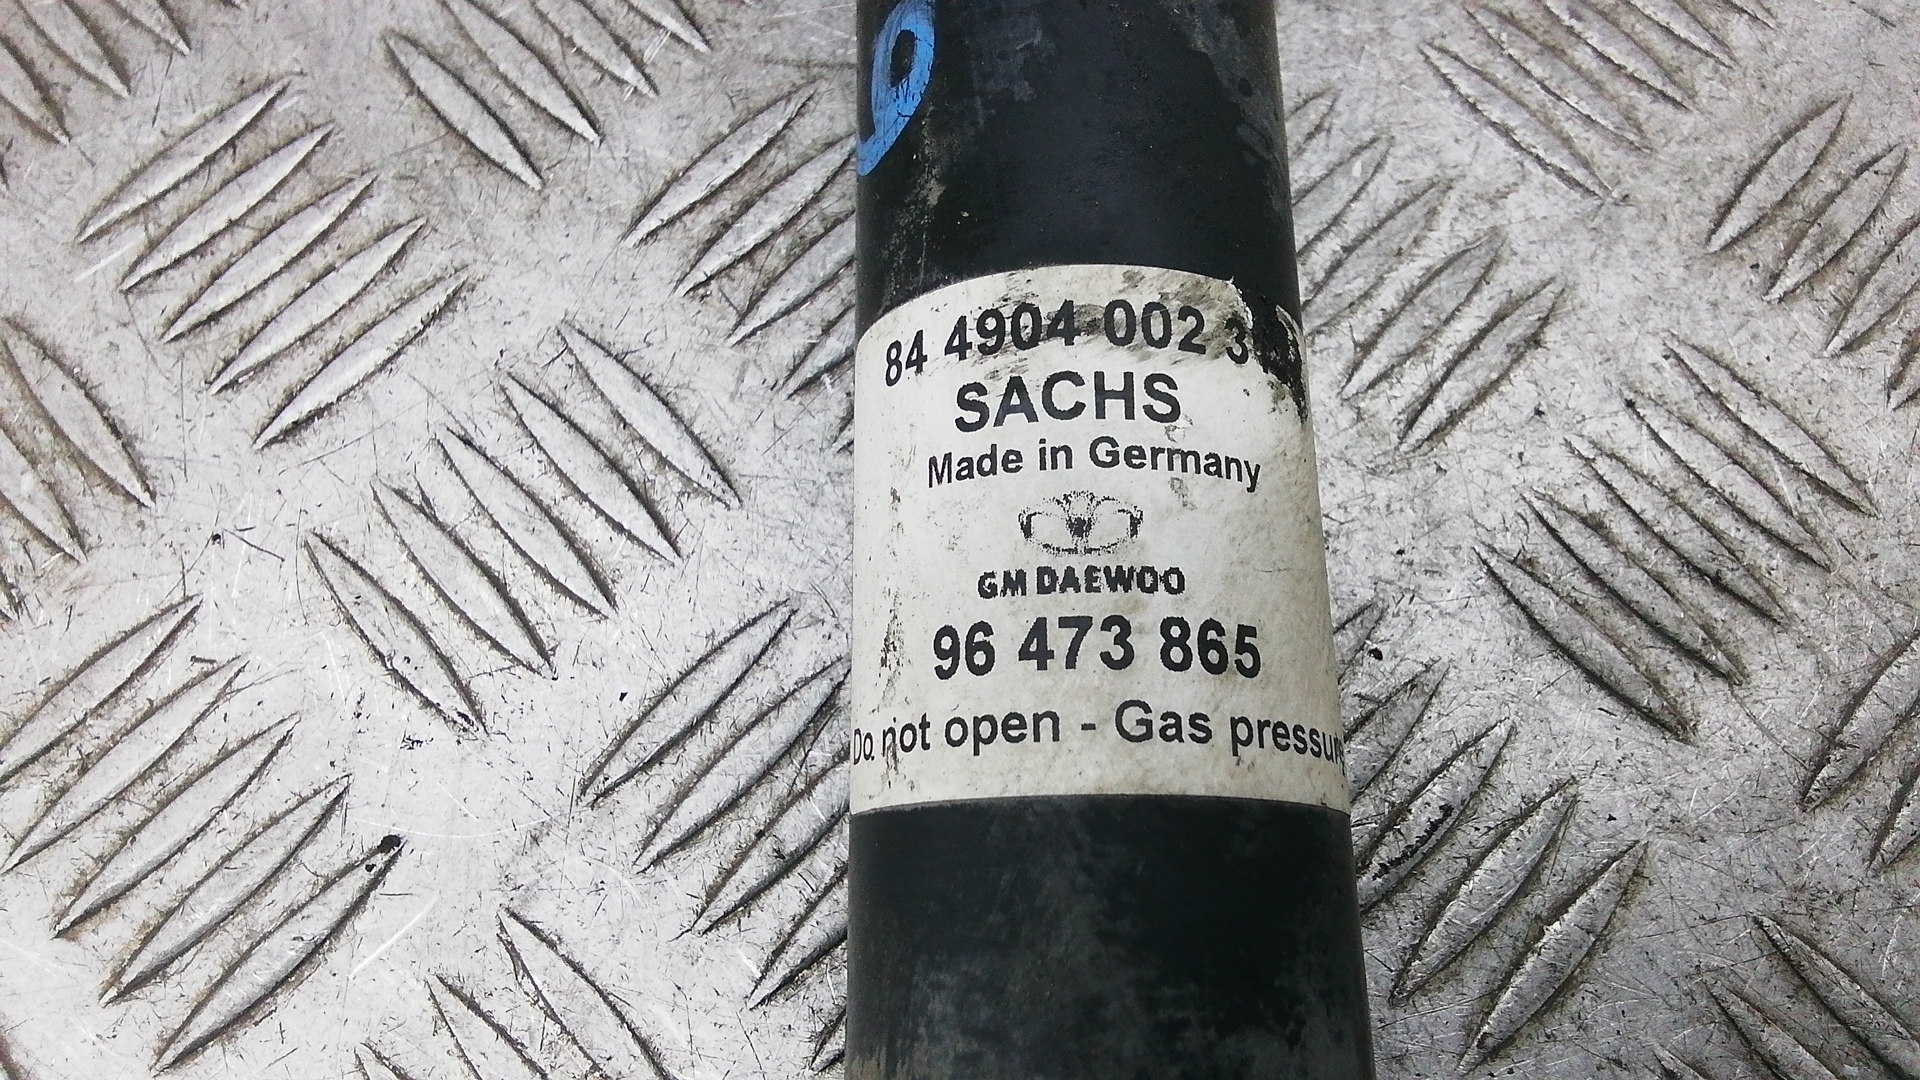 84 4904 002 3
SACHS
Made in Germany
GM DAEWOO
96 473 865
Do not open - Gas pressure